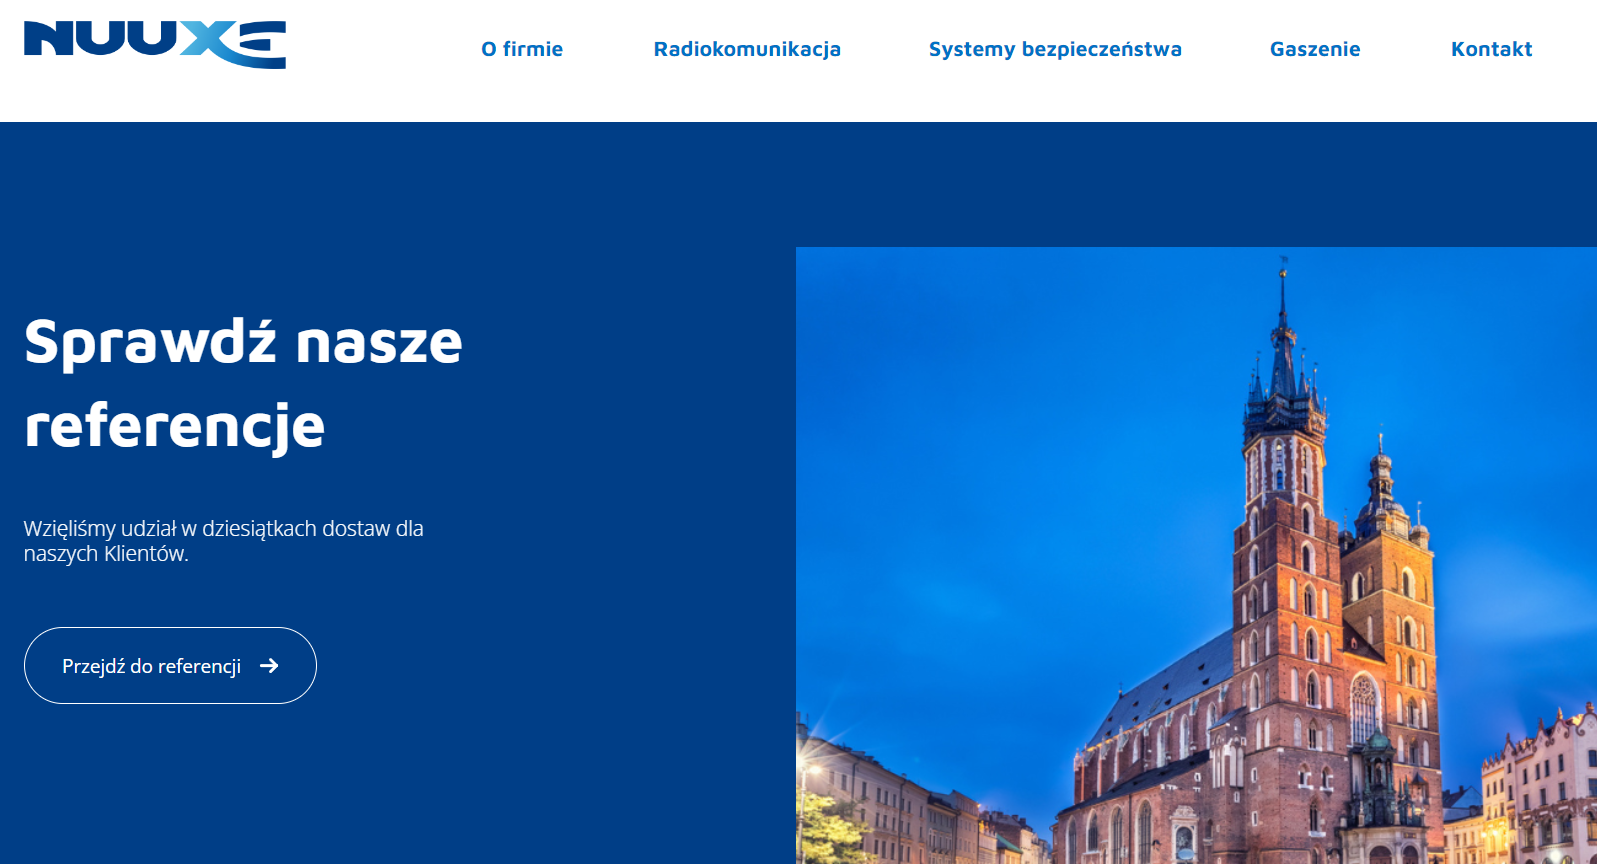 NUUXE
O firmie
Radiokomunikacja
Systemy bezpieczeństwa
Gaszenie
Kontakt
Sprawdź nasze
referencje
Wzięliśmy udział w dziesiątkach dostaw dla
naszych Klientów.
Przejdź do referencji